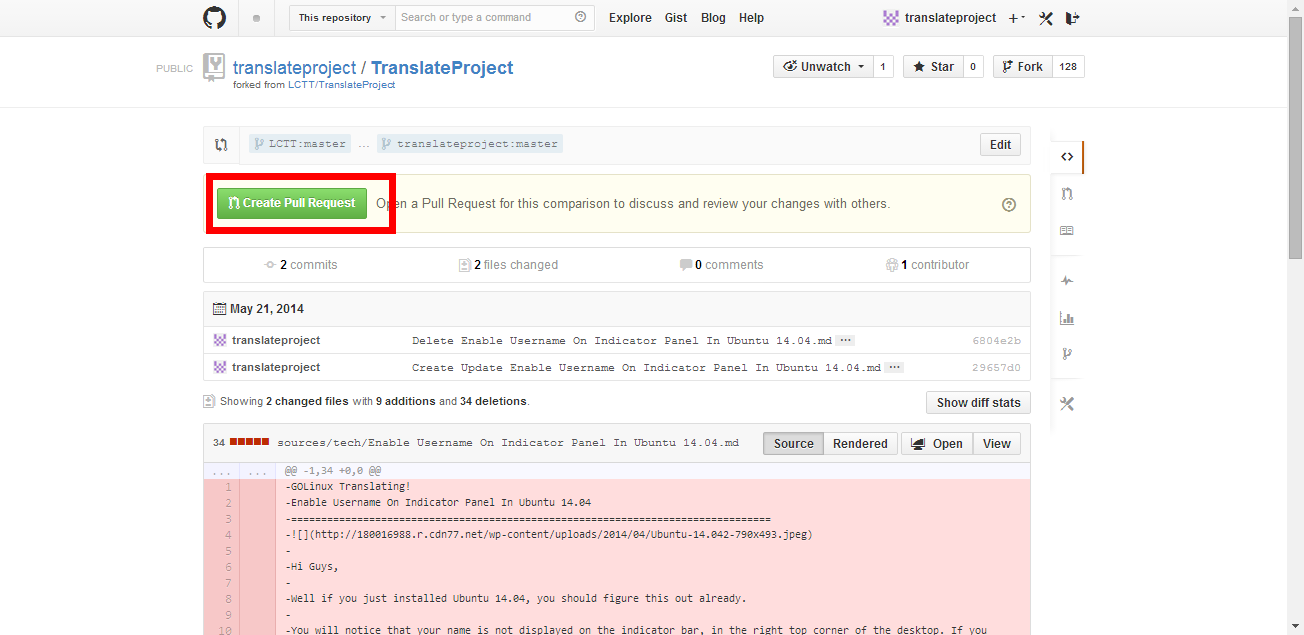 This repository Search or type a command Explore Gist Blog Help translateproject
PUBLIC translateproject / TranslateProject Unwatch 1 Star 0 Fork 128
forked from LCTT/TranslateProject
LCTT:master ... translateproject:master Edit
Create Pull Request Open a Pull Request for this comparison to discuss and review your changes with others.
2 commits 2 files changed 0 comments 1 contributor
May 21, 2014
translateproject Delete Enable Username On Indicator Panel In Ubuntu 14.04.md ... 6804e2b
translateproject Create Update Enable Username On Indicator Panel In Ubuntu 14.04.md ... 29657d0
Showing 2 changed files with 9 additions and 34 deletions. Show diff stats
34 sources/tech/Enable Username On Indicator Panel In Ubuntu 14.04.md Source Rendered Open View
... ... @@ -1,34 +0,0 @@
1 -GOLinux Translating!
2 -Enable Username On Indicator Panel In Ubuntu 14.04
3 -================================================================================
4 -![](http://180016988.r.cdn77.net/wp-content/uploads/2014/04/Ubuntu-14.042-790x493.jpeg)
5 -
6 -Hi Guys,
7 -
8 -Well if you just installed Ubuntu 14.04, you should figure this out already.
9 -
10 -You will notice that your name is not displayed on the indicator bar, in the right top corner of the desktop. If you